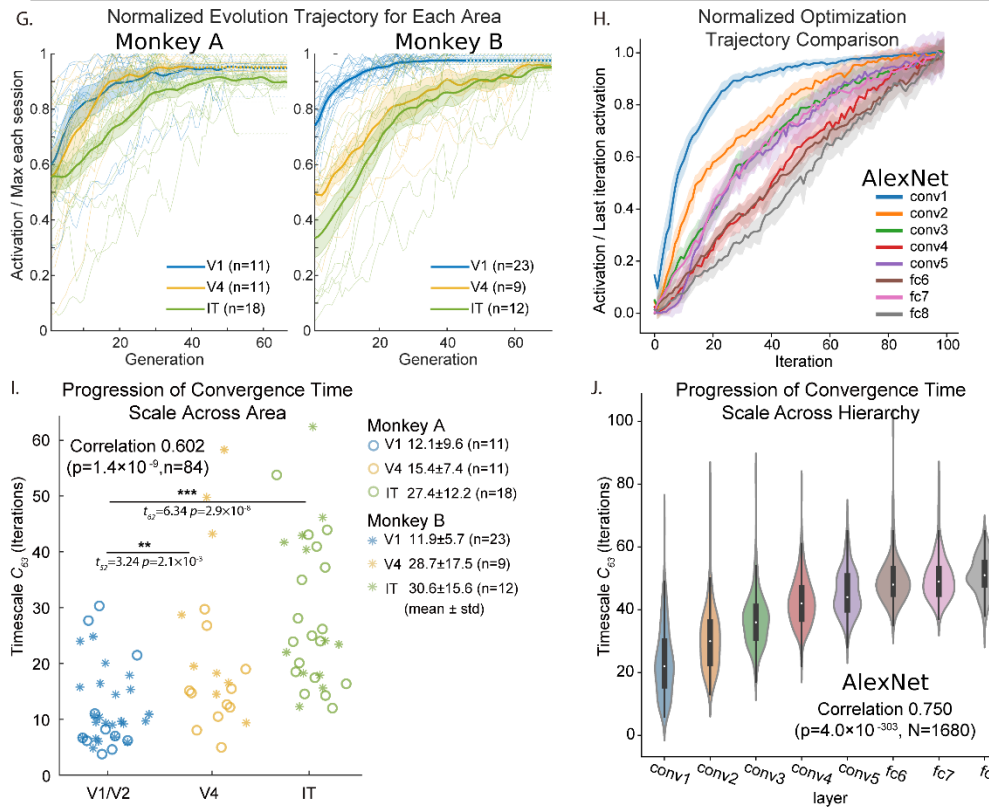 G. Normalized Evolution Trajectory for Each Area
Monkey A
Monkey B
Activation / Max each session
1
0.8
0.6
0.4
0.2
0
V1 (n=11)
V4 (n=11)
IT (n=18)
20 40 60
Generation
1
0.8
0.6
0.4
0.2
0
V1 (n=23)
V4 (n=9)
IT (n=12)
20 40 60
Generation
H. Normalized Optimization
Trajectory Comparison
Activation / Last iteration activation
1.0
0.8
0.6
0.4
0.2
0.0
AlexNet
conv1
conv2
conv3
conv4
conv5
fc6
fc7
fc8
0 20 40 60 80 100
Iteration
I. Progression of Convergence Time
Scale Across Area
Timescale C63 (Iterations)
60
50
40
30
20
10
0
Correlation 0.602
(p=1.4×10 -9,n=84)
***
t62=6.34 p=2.9×10-8
**
t52=3.24 p=2.1×10-3
V1/V2 V4 IT
Monkey A
V1 12.1±9.6 (n=11)
V4 15.4±7.4 (n=11)
IT 27.4±12.2 (n=18)
Monkey B
V1 11.9±5.7 (n=23)
V4 28.7±17.5 (n=9)
IT 30.6±15.6 (n=12)
(mean ± std)
J. Progression of Convergence Time
Scale Across Hierarchy
Timescale C63 (Iterations)
100
80
60
40
20
0
AlexNet
Correlation 0.750
(p=4.0×10 -303, N=1680)
conv1 conv2 conv3 conv4 conv5 fc6 fc7
layer